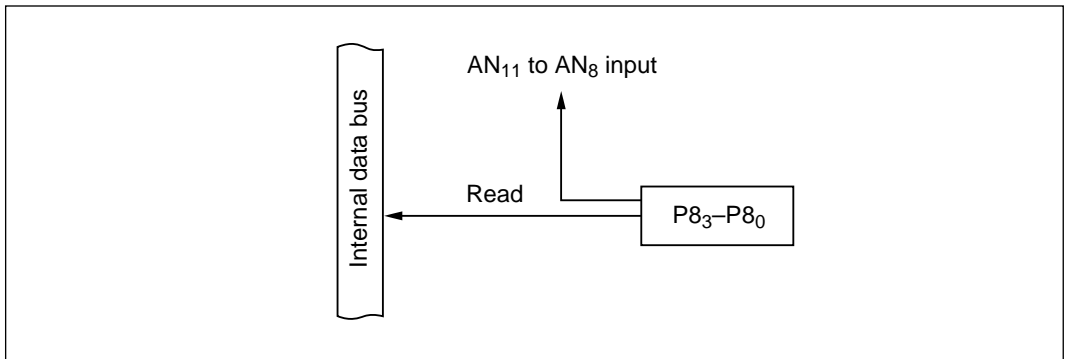 AN11 to AN8 input
Internal data bus
Read
P83–P80